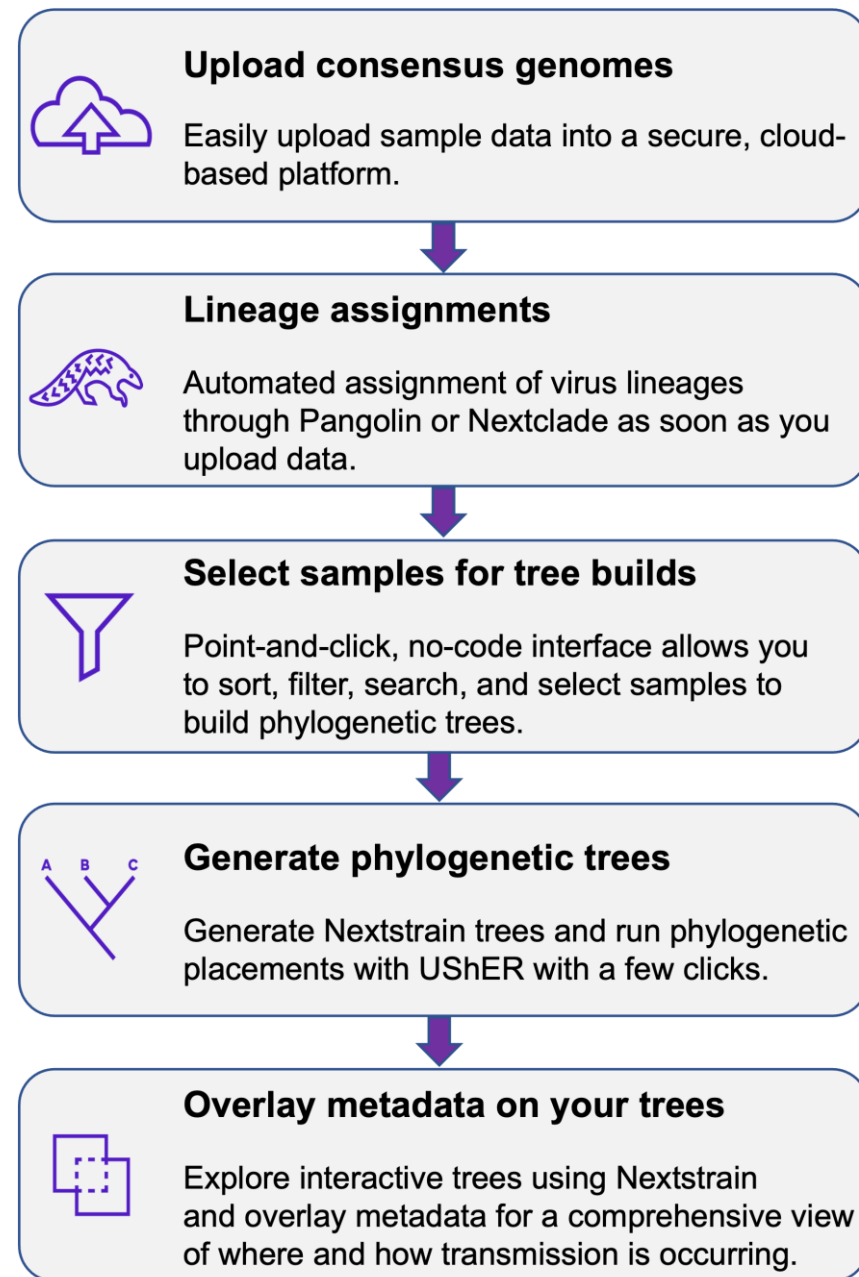 Upload consensus genomes
Easily upload sample data into a secure, cloud-
based platform.
Lineage assignments
Automated assignment of virus lineages
through Pangolin or Nextclade as soon as you
upload data.
Select samples for tree builds
Point-and-click, no-code interface allows you
to sort, filter, search, and select samples to
build phylogenetic trees.
A B C
Generate phylogenetic trees
Generate Nextstrain trees and run phylogenetic
placements with UShER with a few clicks.
Overlay metadata on your trees
Explore interactive trees using Nextstrain
and overlay metadata for a comprehensive view
of where and how transmission is occurring.